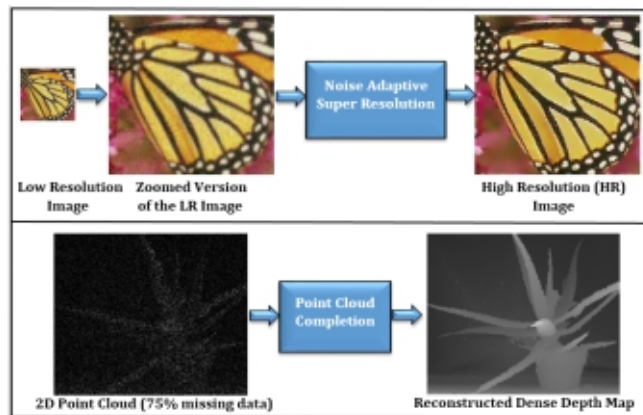 Noise Adaptive
Super Resolution
Low Resolution
Image
Zoomed Version
of the LR Image
High Resolution (HR)
Image
Point Cloud
Completion
2D Point Cloud (75% missing data)
Reconstructed Dense Depth Map